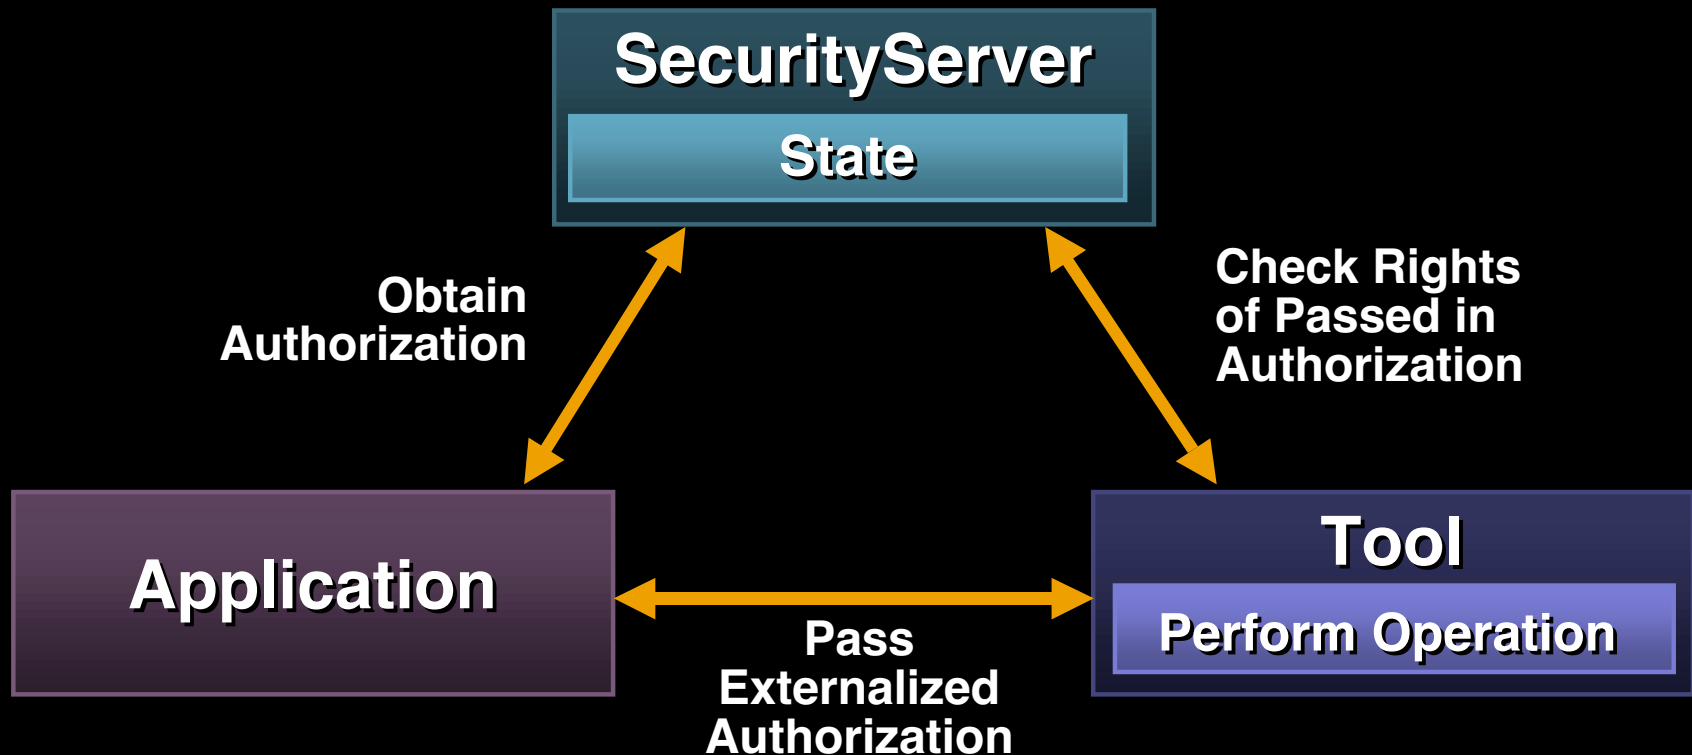 SecurityServer
State
Obtain
Authorization
Check Rights
of Passed in
Authorization
Application
Tool
Perform Operation
Pass
Externalized
Authorization